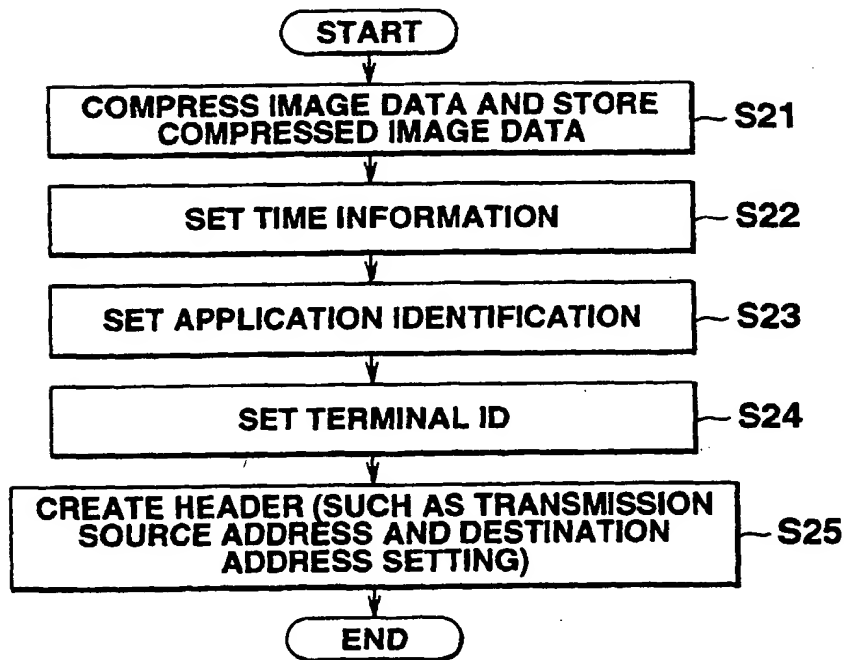 START
COMPRESS IMAGE DATA AND STORE
COMPRESSED IMAGE DATA
S21
SET TIME INFORMATION
S22
SET APPLICATION IDENTIFICATION
S23
SET TERMINAL ID
S24
CREATE HEADER (SUCH AS TRANSMISSION
SOURCE ADDRESS AND DESTINATION
ADDRESS SETTING)
S25
END